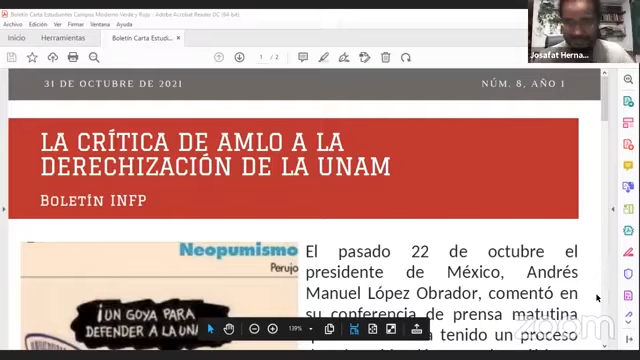 Boletín Carta Estudiantes Campos Moderno Verde y Rojo - Adobe Acrobat Reader DC (64-bit)
Archivo Edición Ver Firmar Ventana Ayuda
Inicio Herramientas Boletín Carta Estudi... ×
1 / 2
Josafat Herna...
31 DE OCTUBRE DE 2021 NÚM. 8, AÑO 1
LA CRÍTICA DE AMLO A LA
DERECHIZACIÓN DE LA UNAM
BOLETÍN INFP
Neopumismo
Perujo
¡UN GOYA PARA
DEFENDER A LA UNA
El pasado 22 de octubre el
presidente de México, Andrés
Manuel López Obrador, comentó en
su conferencia de prensa matutina
tenido un proceso
139%
zoom